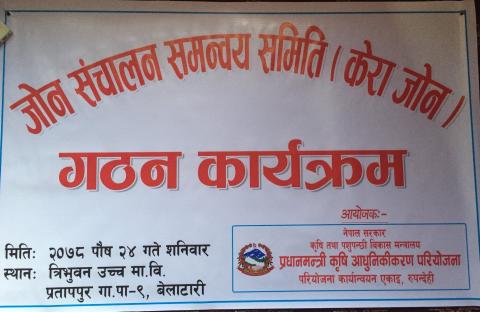 जोन संचालन समन्वय समिति ( केरा जोन )
गठन कार्यक्रम
आयोजकः-
नेपाल सरकार
कृषि तथा पशुपन्छी विकास मन्त्रालय
प्रधानमन्त्री कृषि आधुनिकीकरण परियोजना
परियोजना कार्यान्वयन एकाइ, रुपन्देही
मितिः २०७८ पौष २४ गते शनिवार
स्थानः त्रिभुवन उच्च मा.वि.
प्रतापपुर गा.पा-९, बेलाटारी